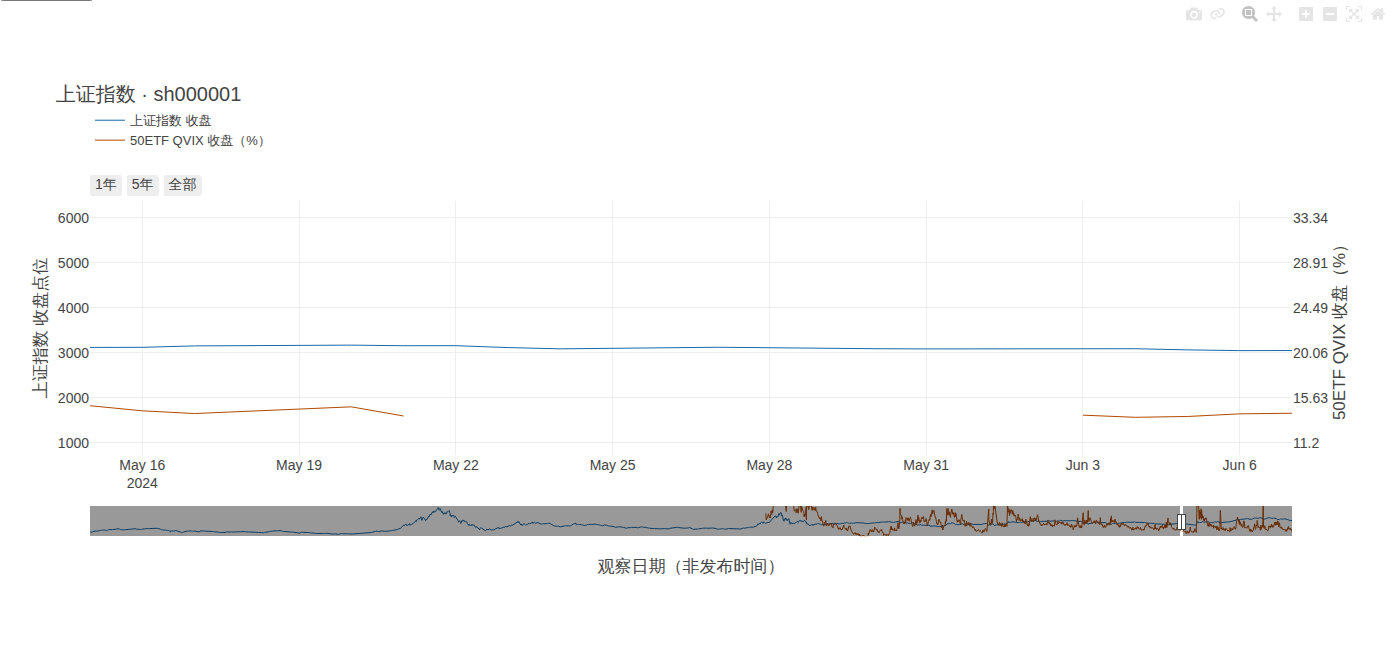 上证指数 · sh000001
上证指数 收盘
50ETF QVIX 收盘（%）
1年 5年 全部
6000
5000
4000
3000
2000
1000
上证指数 收盘点位
33.34
28.91
24.49
20.06
15.63
11.2
50ETF QVIX 收盘（%）
May 16 May 19 May 22 May 25 May 28 May 31 Jun 3 Jun 6
2024
观察日期（非发布时间）